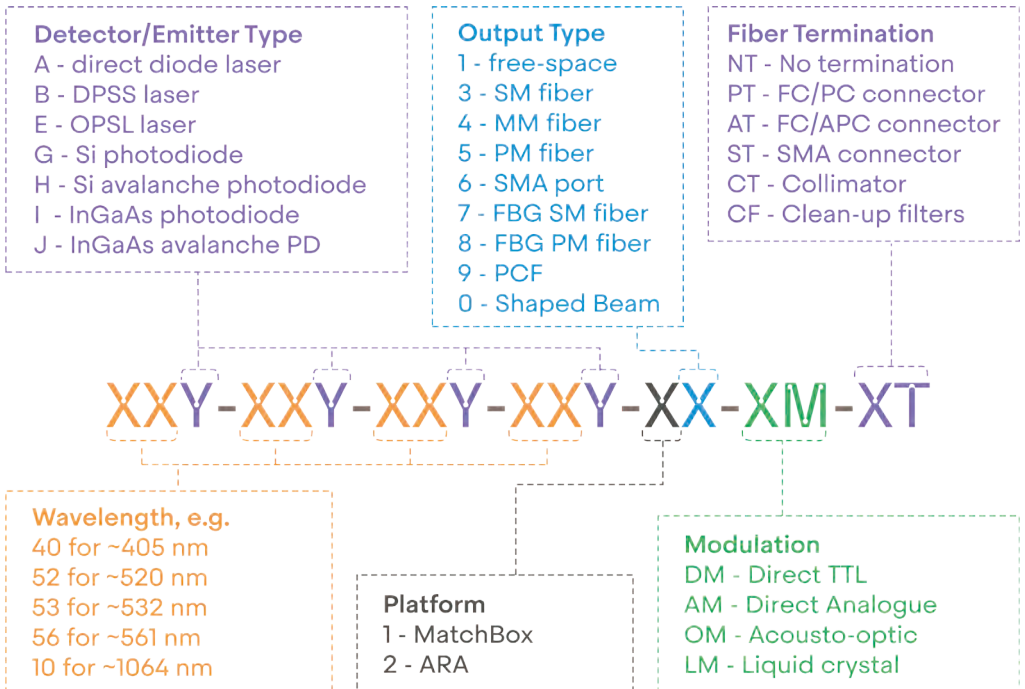 Detector/Emitter Type
A - direct diode laser
B - DPSS laser
E - OPSL laser
G - Si photodiode
H - Si avalanche photodiode
I - InGaAs photodiode
J - InGaAs avalanche PD
Output Type
1 - free-space
3 - SM fiber
4 - MM fiber
5 - PM fiber
6 - SMA port
7 - FBG SM fiber
8 - FBG PM fiber
9 - PCF
0 - Shaped Beam
Fiber Termination
NT - No termination
PT - FC/PC connector
AT - FC/APC connector
ST - SMA connector
CT - Collimator
CF - Clean-up filters
XXY-XXY-XXY-XXY-XX-XM-XT
Wavelength, e.g.
40 for ~405 nm
52 for ~520 nm
53 for ~532 nm
56 for ~561 nm
10 for ~1064 nm
Platform
1 - MatchBox
2 - ARA
Modulation
DM - Direct TTL
AM - Direct Analogue
OM - Acousto-optic
LM - Liquid crystal